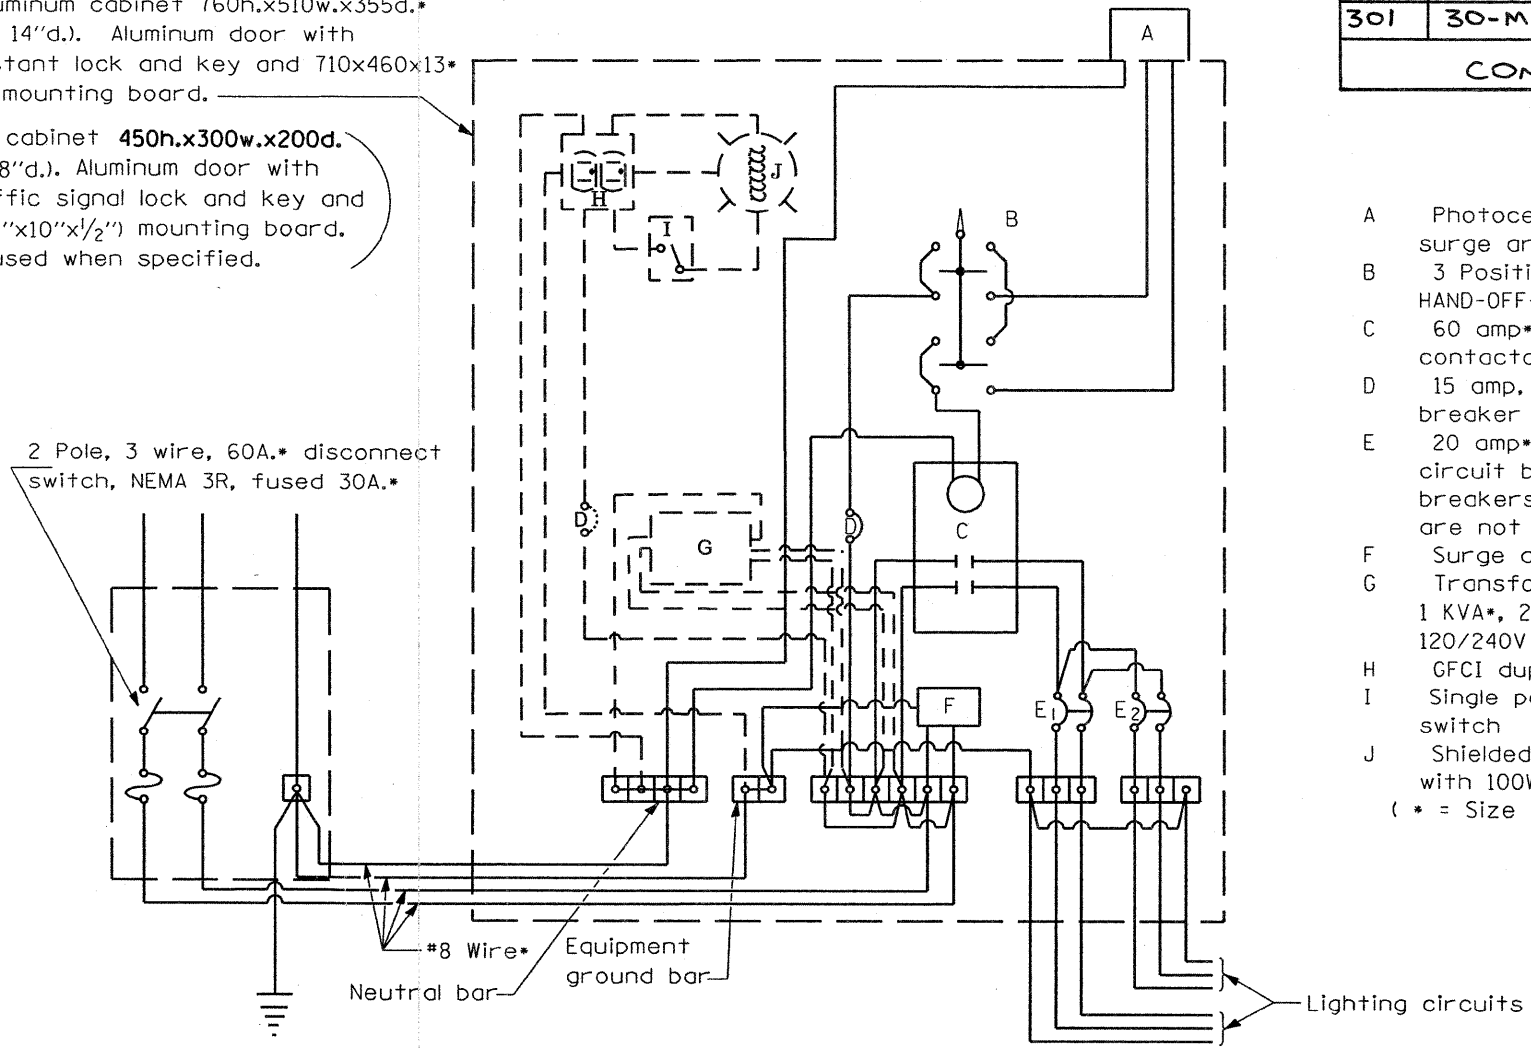 aluminum cabinet 760h.x510w.x355d.*
14"d.). Aluminum door with
lock and key and 710x460x13*
mounting board.
cabinet 450h.x300w.x200d.
8"d.). Aluminum door with
signal lock and key and
"x10"x1/2") mounting board.
used when specified.
2 Pole, 3 wire, 60A.* disconnect
switch, NEMA 3R, fused 30A.*
A
H
J
I
B
D
G
D
C
F
E1
E2
#8 Wire*
Neutral bar
Equipment
ground bar
Lighting circuits
301 30-M
CON
A Photoce
surge ar
B 3 Positi
HAND-OFF-
C 60 amp*
contacto
D 15 amp,
breaker
E 20 amp*
circuit b
breakers
are not
F Surge
G Transfo
1 KVA*, 2
120/240V
H GFCI dup
I Single po
switch
J Shielded
with 100W
( * = Size